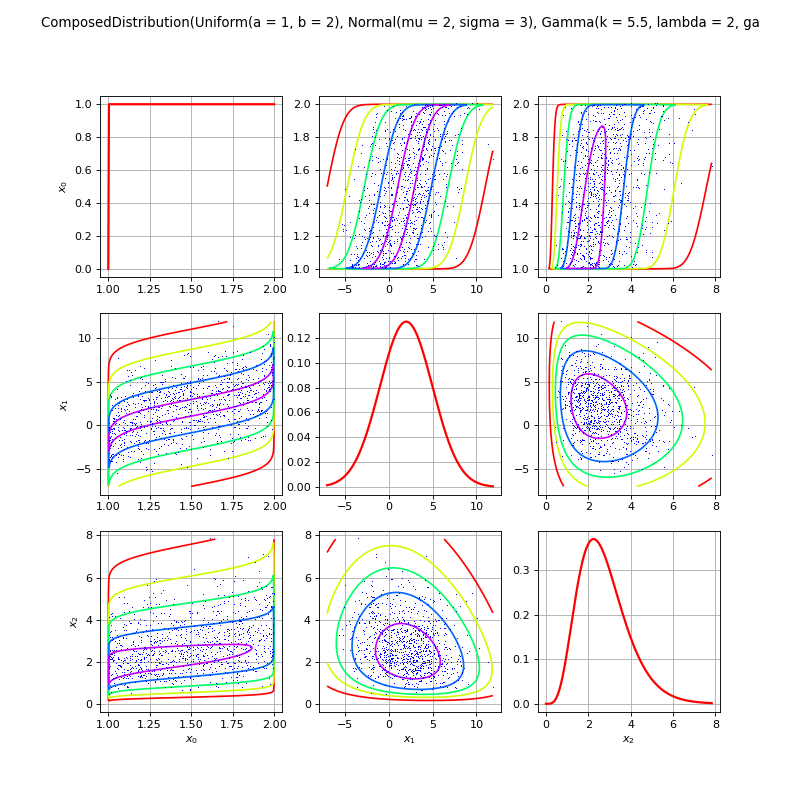 ComposedDistribution(Uniform(a = 1, b = 2), Normal(mu = 2, sigma = 3), Gamma(k = 5.5, lambda = 2, ga
1.0
0.8
0.6
0.4
0.2
0.0
x₀
1.00 1.25 1.50 1.75 2.00
2.0
1.8
1.6
1.4
1.2
1.0
−5 0 5 10
2.0
1.8
1.6
1.4
1.2
1.0
0 2 4 6 8
10
5
0
−5
x₁
1.00 1.25 1.50 1.75 2.00
0.12
0.10
0.08
0.06
0.04
0.02
0.00
−5 0 5 10
10
5
0
−5
0 2 4 6 8
8
6
4
2
0
x₂
1.00 1.25 1.50 1.75 2.00
x₀
8
6
4
2
0
−5 0 5 10
x₁
0.3
0.2
0.1
0.0
0 2 4 6 8
x₂